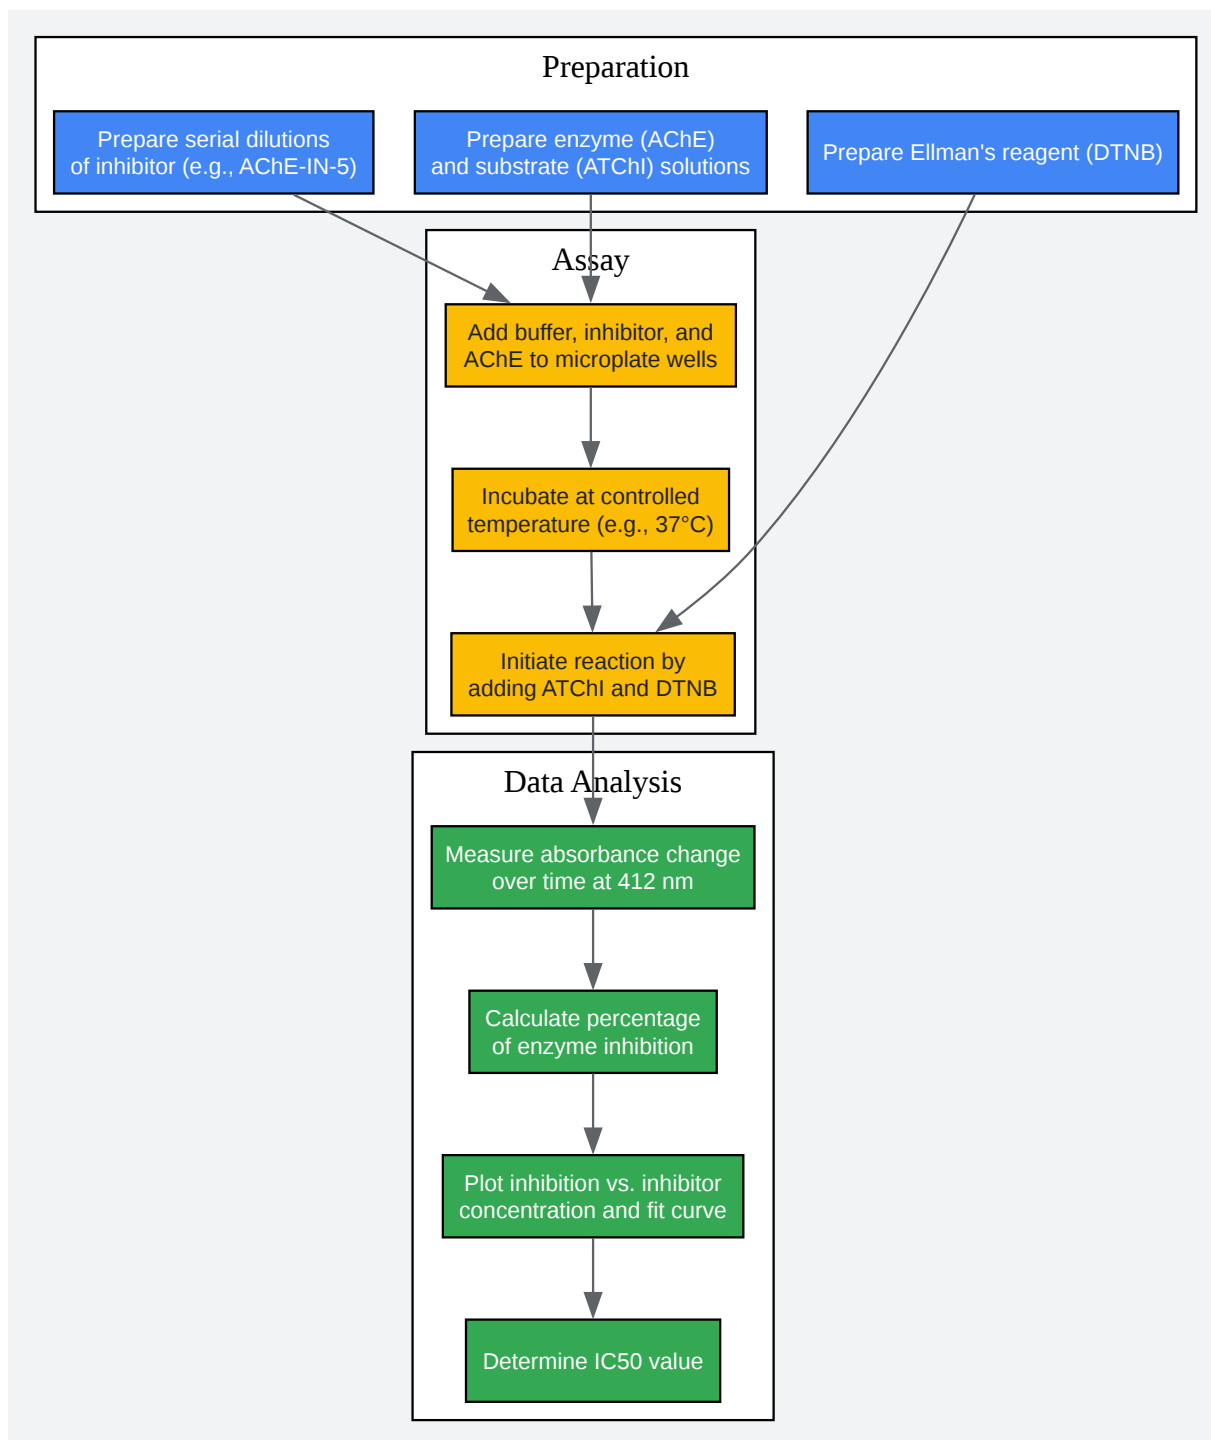 Preparation
Prepare serial dilutions
of inhibitor (e.g., AChE-IN-5)
Prepare enzyme (AChE)
and substrate (ATChI) solutions
Prepare Ellman's reagent (DTNB)
Assay
Add buffer, inhibitor, and
AChE to microplate wells
Incubate at controlled
temperature (e.g., 37°C)
Initiate reaction by
adding ATChI and DTNB
Data Analysis
Measure absorbance change
over time at 412 nm
Calculate percentage
of enzyme inhibition
Plot inhibition vs. inhibitor
concentration and fit curve
Determine IC50 value